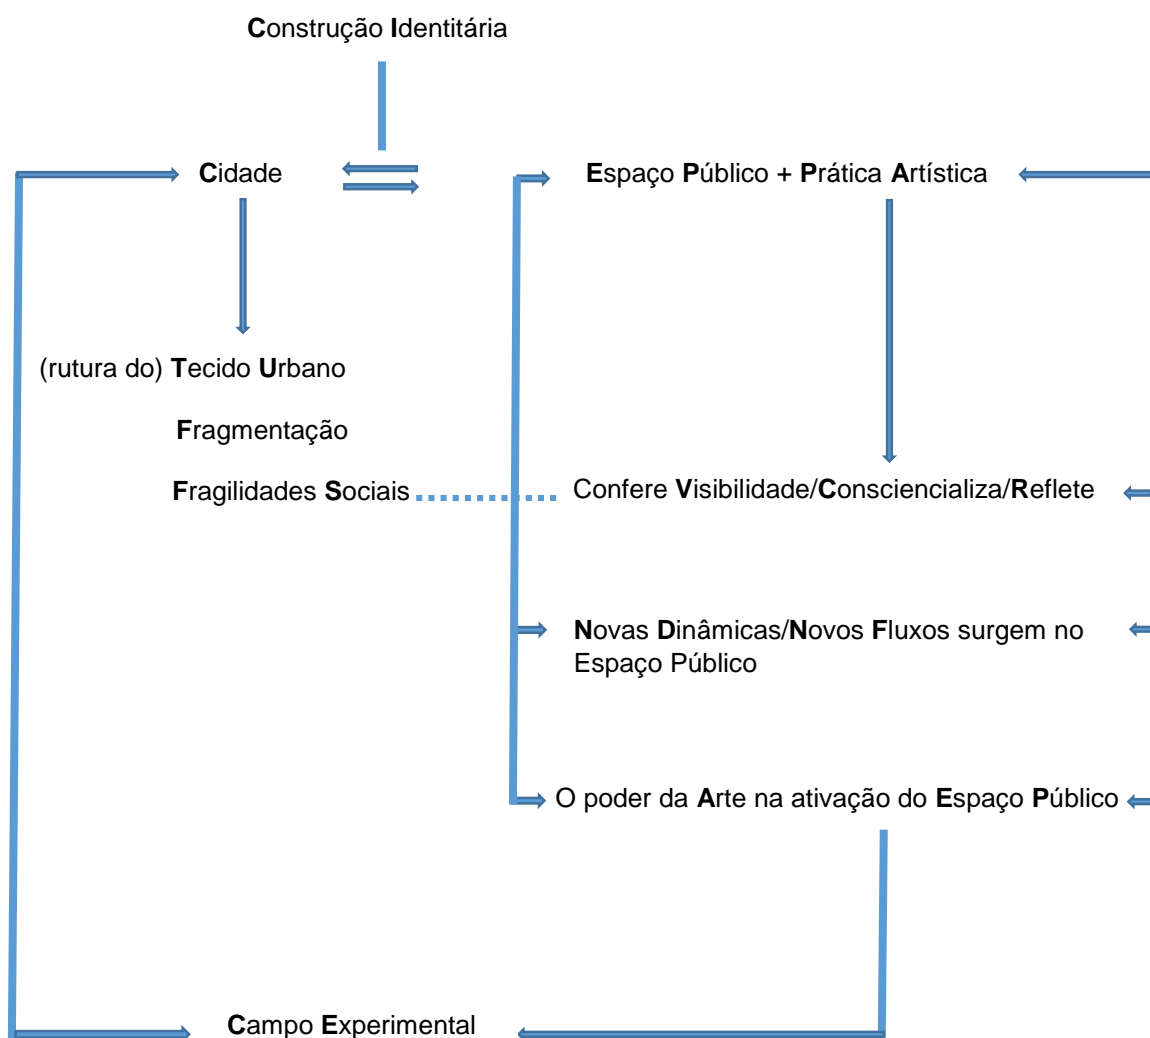 Construção Identitária
Cidade
Espaço Público + Prática Artística
(rutura do) Tecido Urbano
Fragmentação
Fragilidades Sociais
Confere Visibilidade/Consciencializa/Reflete
Novas Dinâmicas/Novos Fluxos surgem no
Espaço Público
O poder da Arte na ativação do Espaço Público
Campo Experimental